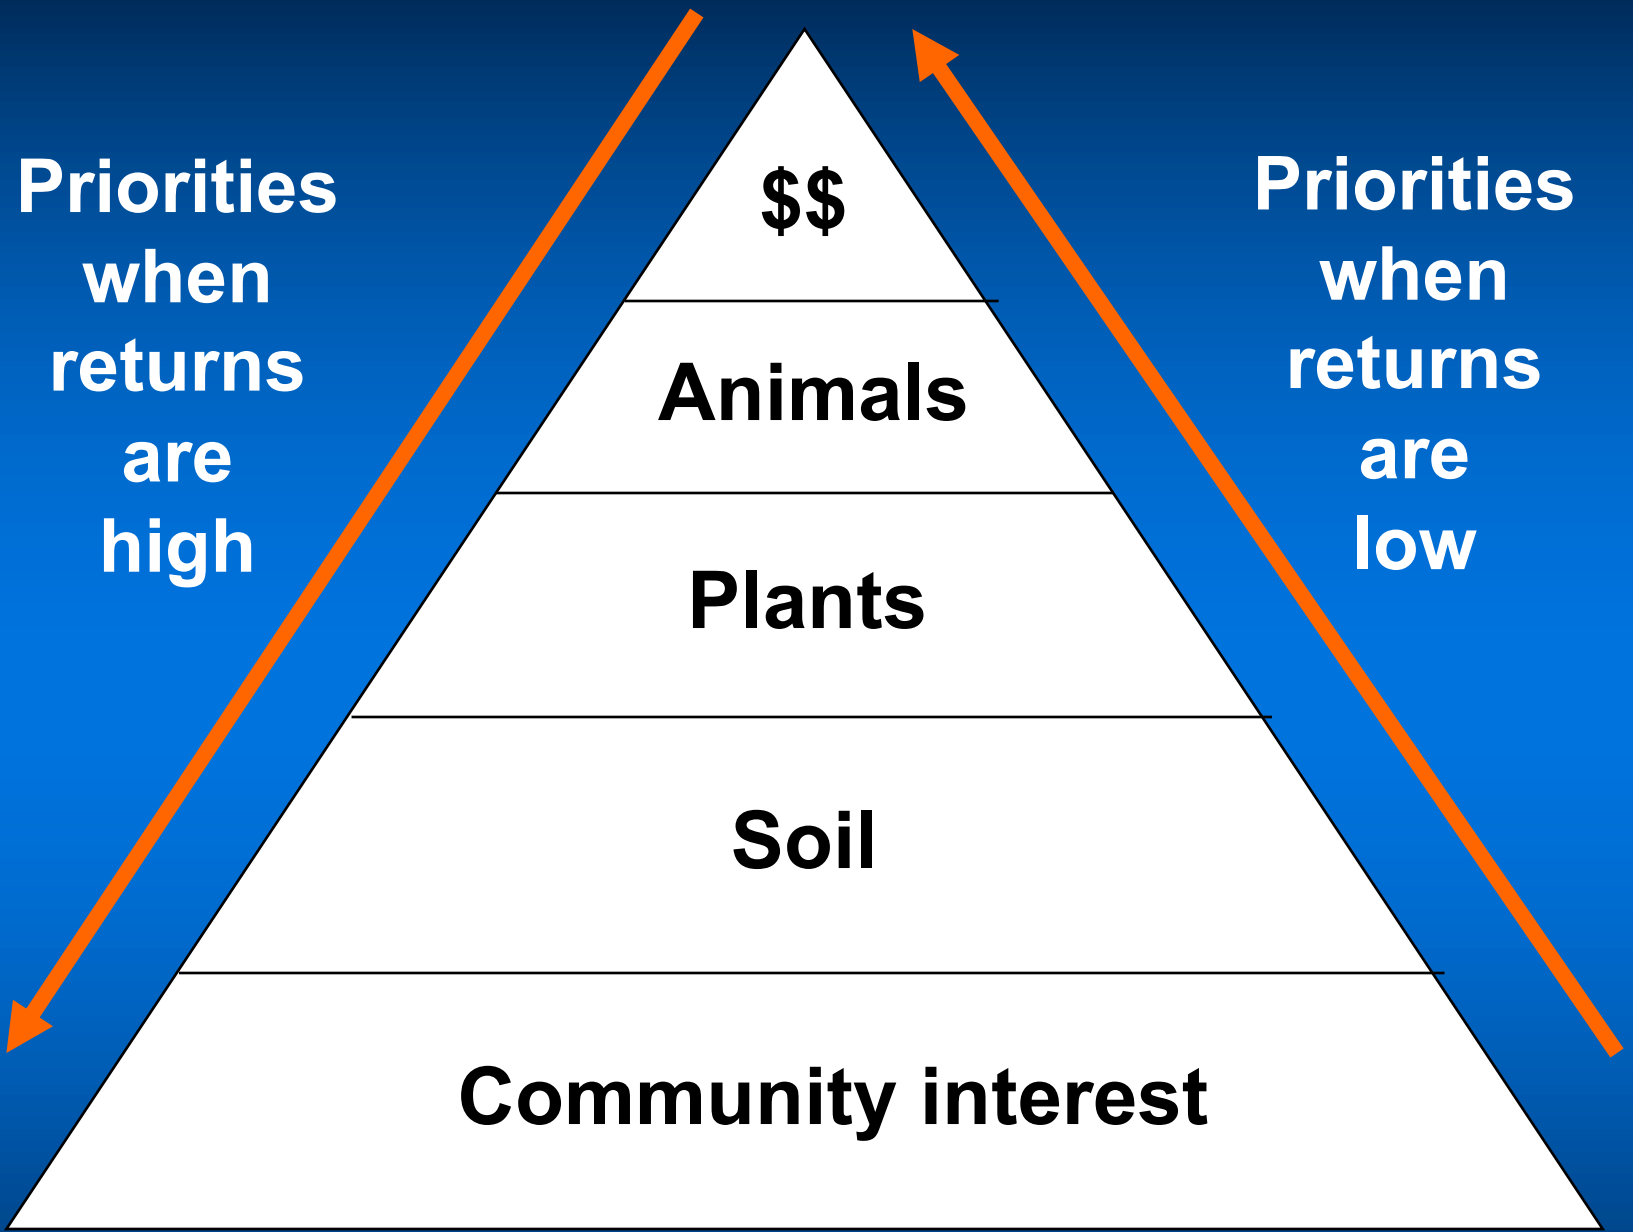 Priorities
when
returns
are
high
$$
Animals
Plants
Soil
Community interest
Priorities
when
returns
are
low